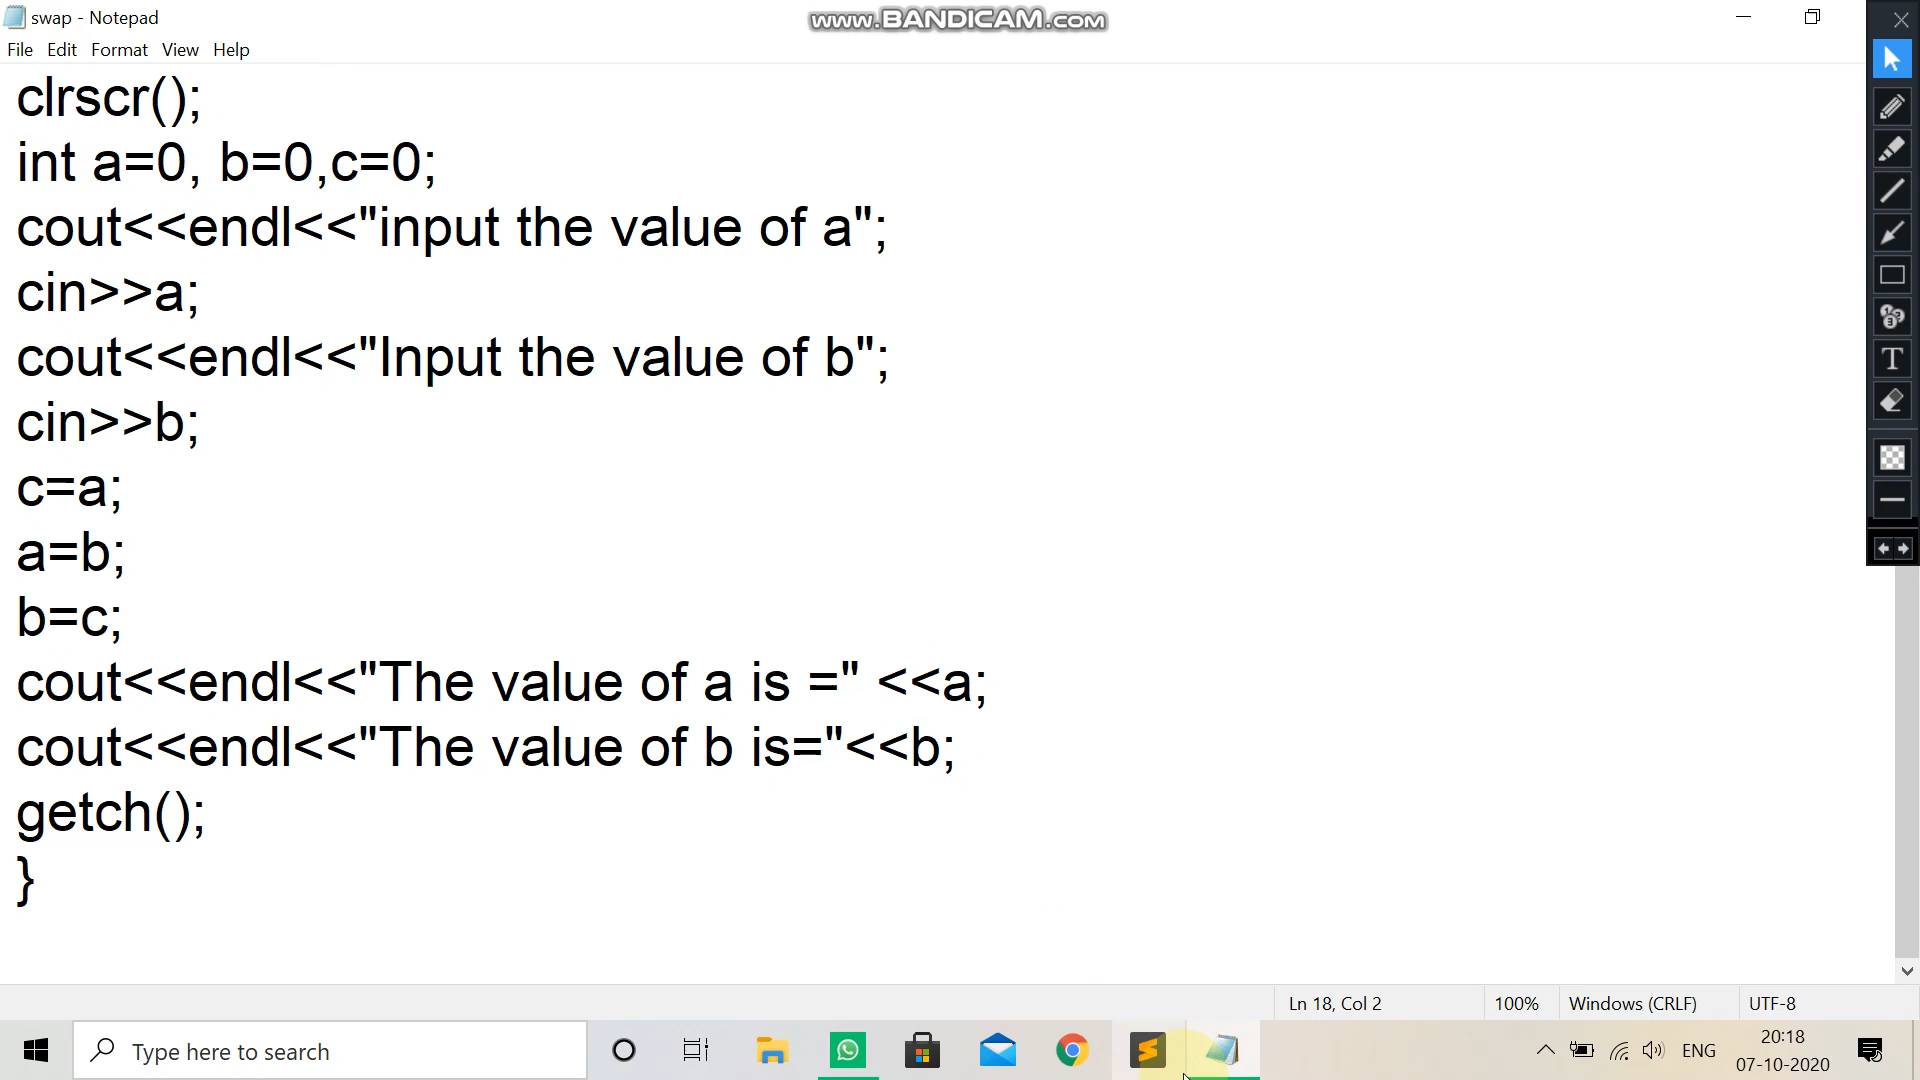 swap - Notepad
www.BANDICAM.com
File Edit Format View Help
clrscr();
int a=0, b=0,c=0;
cout<<endl<<"input the value of a";
cin>>a;
cout<<endl<<"Input the value of b";
cin>>b;
c=a;
a=b;
b=c;
cout<<endl<<"The value of a is =" <<a;
cout<<endl<<"The value of b is="<<b;
getch();
}
T
Ln 18, Col 2 100% Windows (CRLF) UTF-8
Type here to search
ENG
20:18
07-10-2020